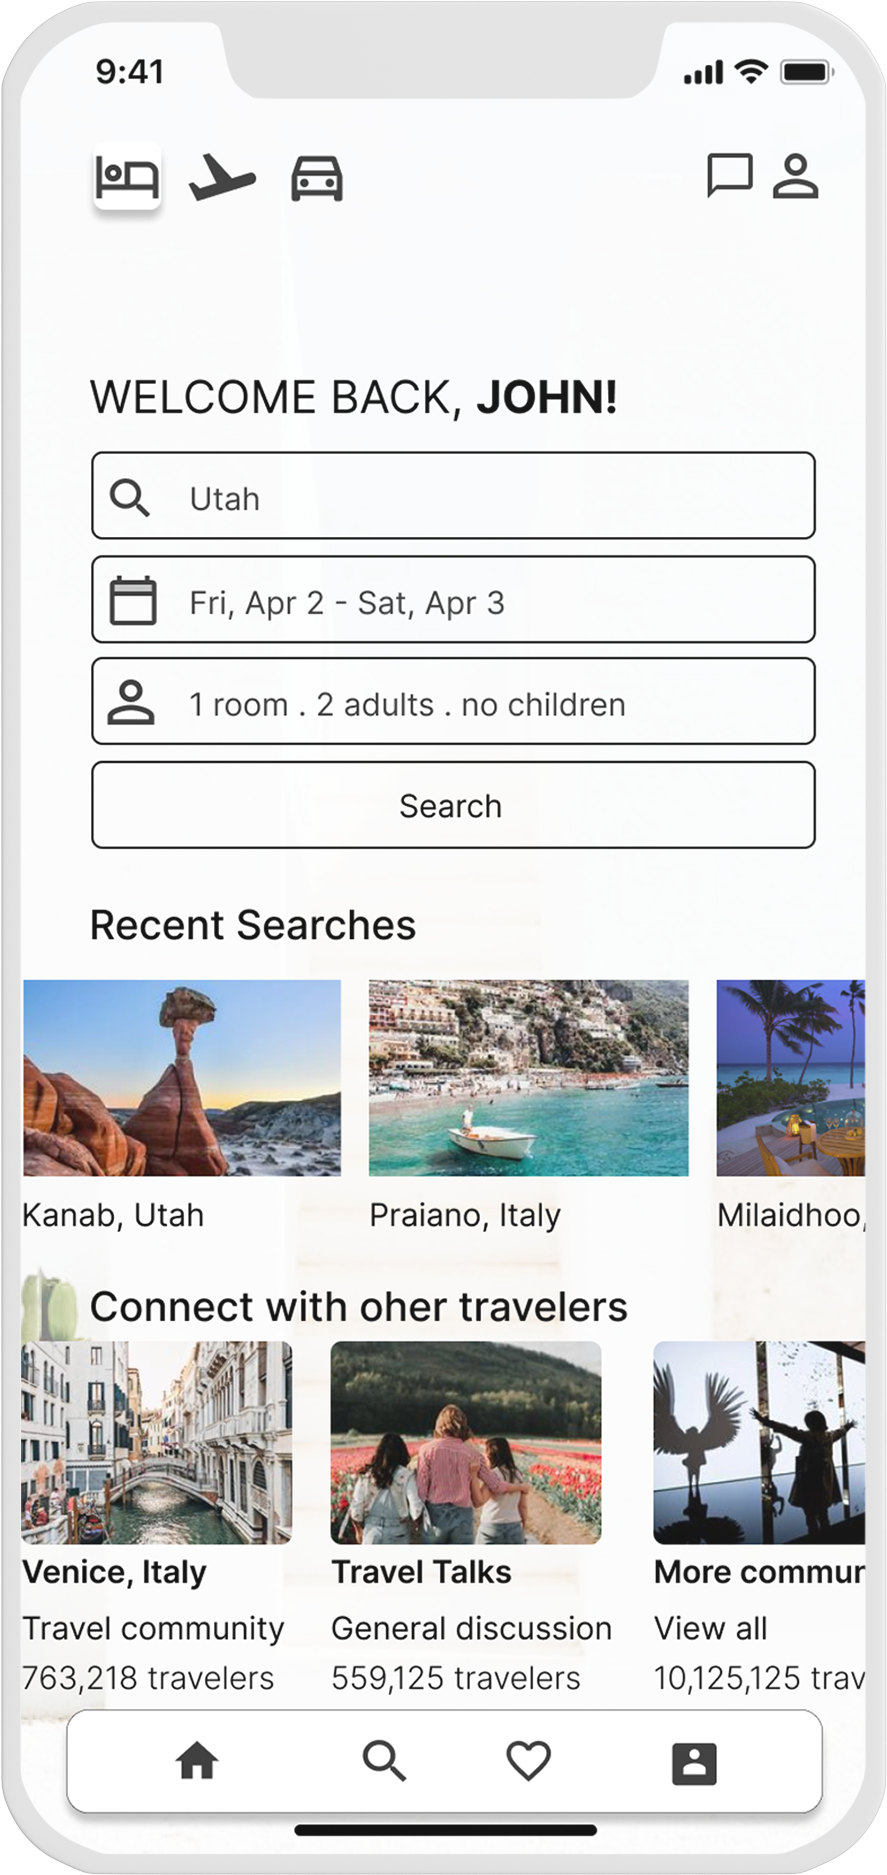 9:41
WELCOME BACK, JOHN!
Utah
Fri, Apr 2 - Sat, Apr 3
1 room . 2 adults . no children
Search
Recent Searches
Kanab, Utah
Praiano, Italy
Milaidhoo,
Connect with oher travelers
Venice, Italy
Travel Talks
More commun
Travel community
General discussion
View all
763,218 travelers
559,125 travelers
10,125,125 trav